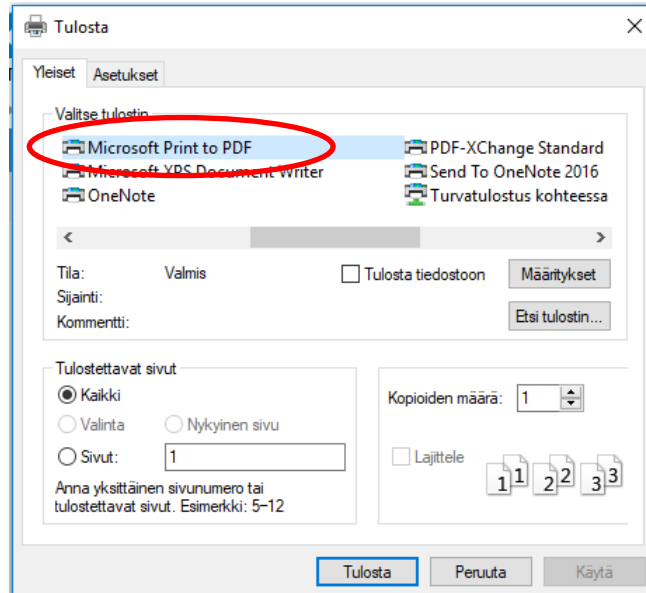 Tulosta
Yleiset Asetukset
Valitse tulostin
Microsoft Print to PDF PDF-XChange Standard
Microsoft XPS Document Writer Send To OneNote 2016
OneNote Turvatulostus kohteessa
Tila: Valmis Tulosta tiedostoon Määritykset
Sijainti:
Kommentti: Etsi tulostin...
Tulostettavat sivut
Kaikki Kopioiden määrä: 1
Valinta Nykyinen sivu
Sivut: 1 Lajittele
1 1 2 2 3 3
Anna yksittäinen sivunumero tai
tulostettavat sivut. Esimerkki: 5–12
Tulosta Peruuta Käytä